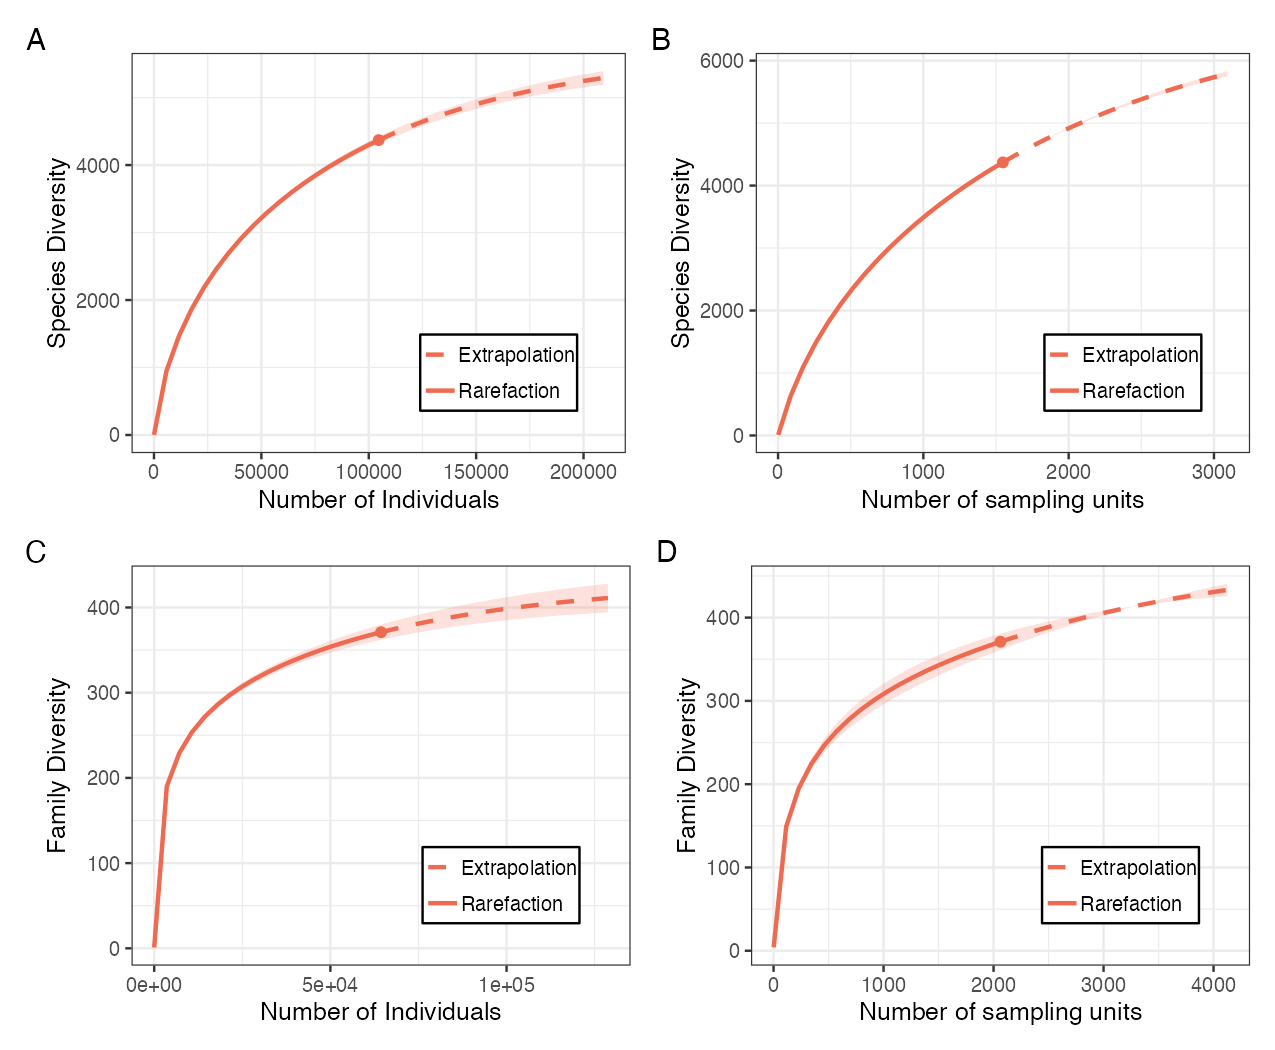 A
Species Diversity
4000
2000
0
Extrapolation
Rarefaction
0 50000 100000 150000 200000
Number of Individuals
B
Species Diversity
6000
4000
2000
0
Extrapolation
Rarefaction
0 1000 2000 3000
Number of sampling units
C
Family Diversity
400
300
200
100
0
Extrapolation
Rarefaction
0e+00 5e+04 1e+05
Number of Individuals
D
Family Diversity
400
300
200
100
0
Extrapolation
Rarefaction
0 1000 2000 3000 4000
Number of sampling units